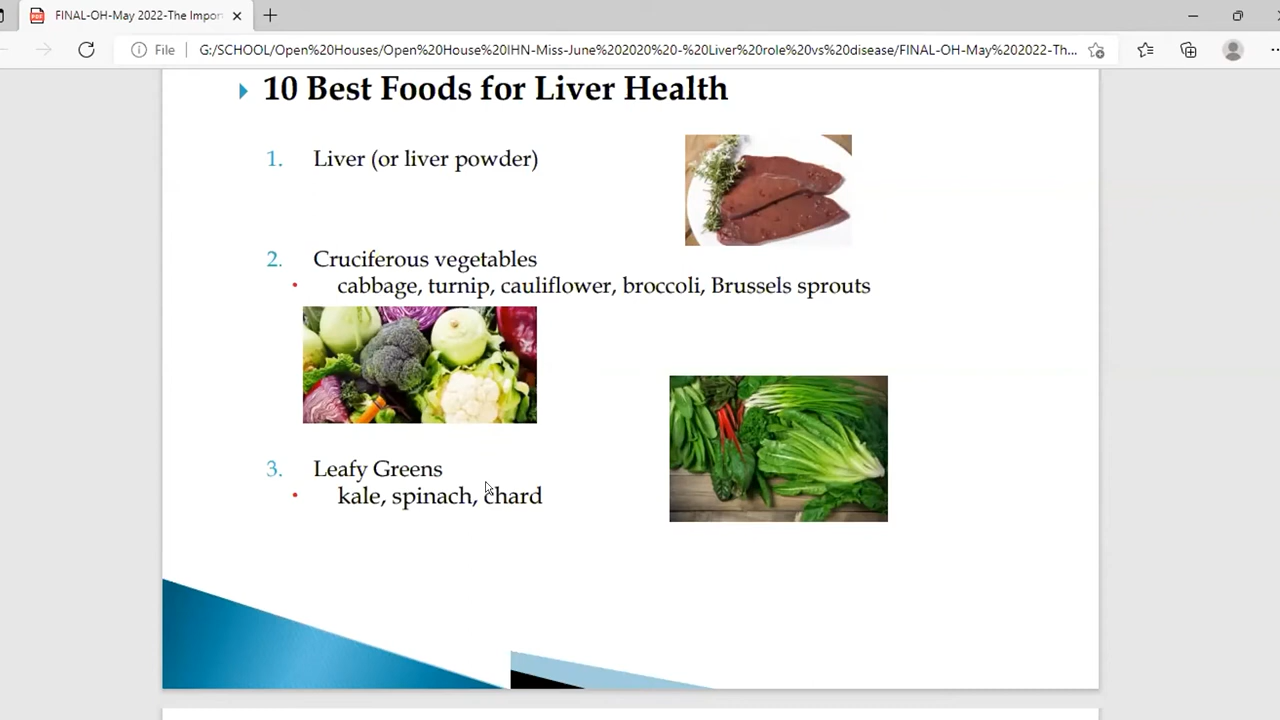 FINAL-OH-May 2022-The Impor
File
G:/SCHOOL/Open%20Houses/Open%20House%20IHN-Miss-June%202020%20-%20Liver%20role%20vs%20disease/FINAL-OH-May%202022-Th...
10 Best Foods for Liver Health
1. Liver (or liver powder)
2. Cruciferous vegetables
• cabbage, turnip, cauliflower, broccoli, Brussels sprouts
3. Leafy Greens
• kale, spinach, chard